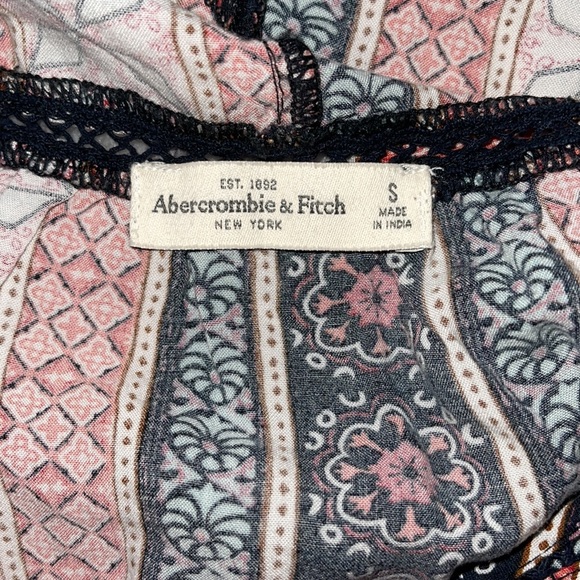 EST. 1892
Abercrombie & Fitch
NEW YORK
S
MADE
IN INDIA